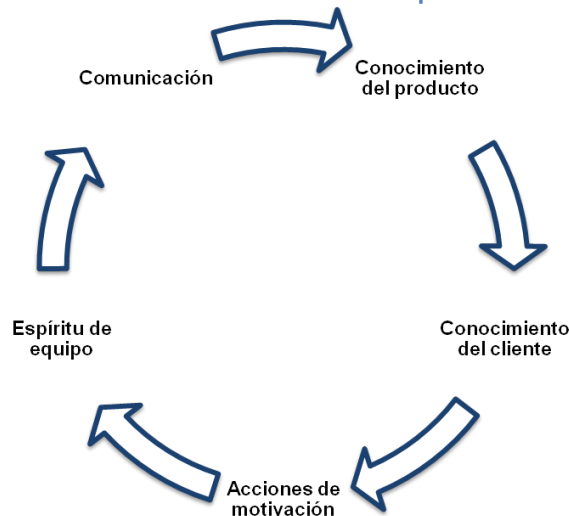 Comunicación
Conocimiento
del producto
Conocimiento
del cliente
Acciones de
motivación
Espíritu de
equipo